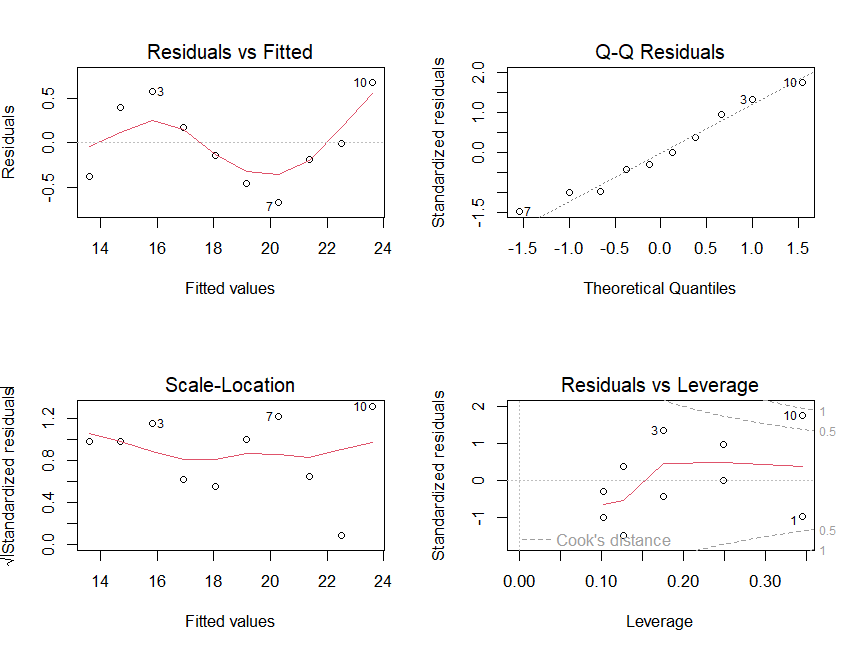 Residuals vs Fitted
Residuals
-0.5 0.0 0.5
3
10
7
14 16 18 20 22 24
Fitted values
Q-Q Residuals
Standardized residuals
-1.5 0.0 1.0 2.0
10
3
7
-1.5 -1.0 -0.5 0.0 0.5 1.0 1.5
Theoretical Quantiles
Scale-Location
√|Standardized residuals|
0.0 0.4 0.8 1.2
10
7
3
14 16 18 20 22 24
Fitted values
Residuals vs Leverage
Standardized residuals
-1 0 1 2
1
0.5
10
3
1
0.5
1
Cook's distance
0.00 0.10 0.20 0.30
Leverage